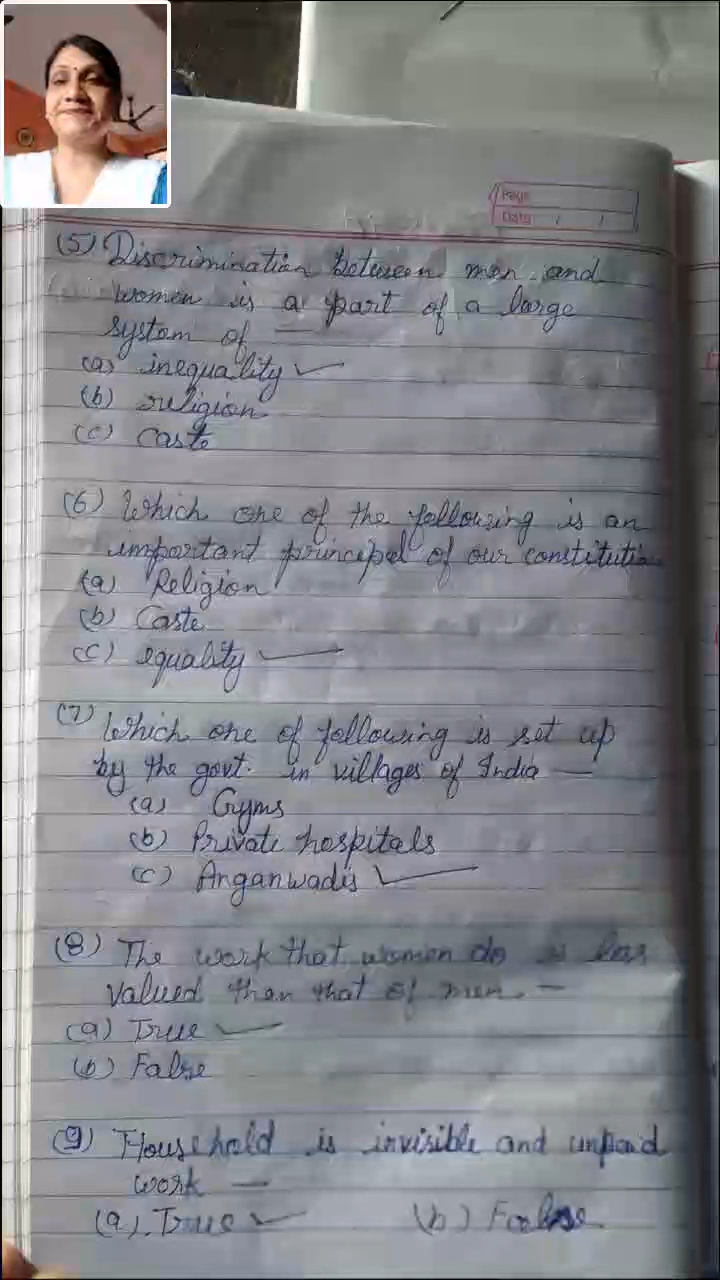 Page
Date / /
(5) Discrimination between men and
women is a part of a large
system of —
(a) inequality ✓
(b) religion
(c) Caste
(6) Which one of the following is an
important principel of our constitution
(a) Religion
(b) Caste
(c) equality ✓
(7) Which one of following is set up
by the govt. in villages of India —
(a) Gyms
(b) Private hospitals
(c) Anganwadis ✓
(8) The work that women do is less
valued than that of men. —
(a) True ✓
(b) False
(9) Household is invisible and unpaid
work —
(a) True ✓ (b) False